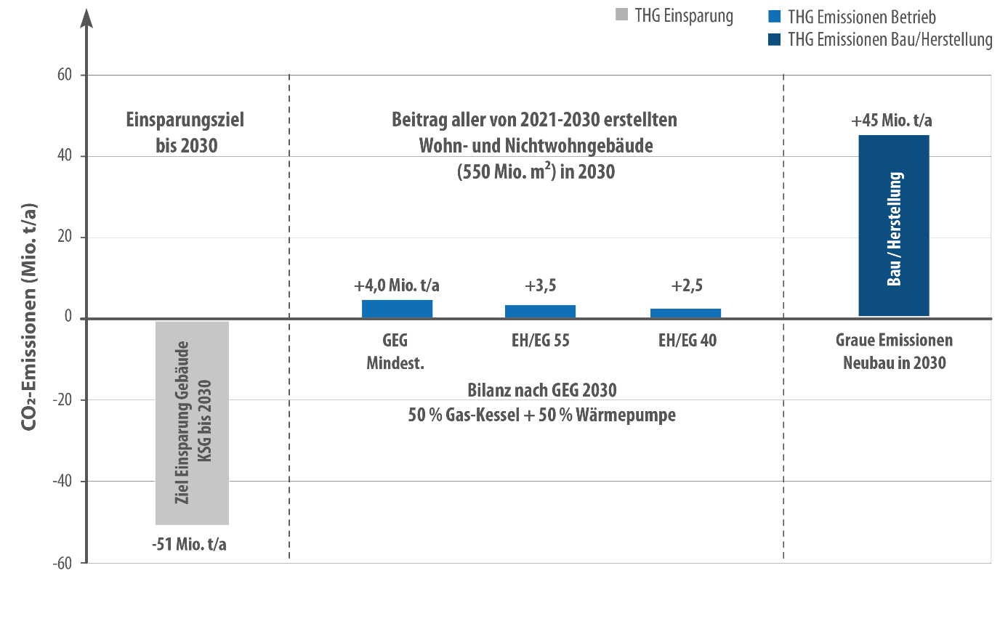 THG Einsparung
THG Emissionen Betrieb
THG Emissionen Bau/Herstellung
CO₂-Emissionen (Mio. t/a)
60
40
20
0
-20
-40
-60
Einsparungsziel
bis 2030
Ziel Einsparung Gebäude
KSG bis 2030
-51 Mio. t/a
Beitrag aller von 2021-2030 erstellten
Wohn- und Nichtwohngebäude
(550 Mio. m²) in 2030
+4,0 Mio. t/a
+3,5
+2,5
GEG
Mindest.
EH/EG 55
EH/EG 40
Bilanz nach GEG 2030
50 % Gas-Kessel + 50 % Wärmepumpe
+45 Mio. t/a
Bau / Herstellung
Graue Emissionen
Neubau in 2030